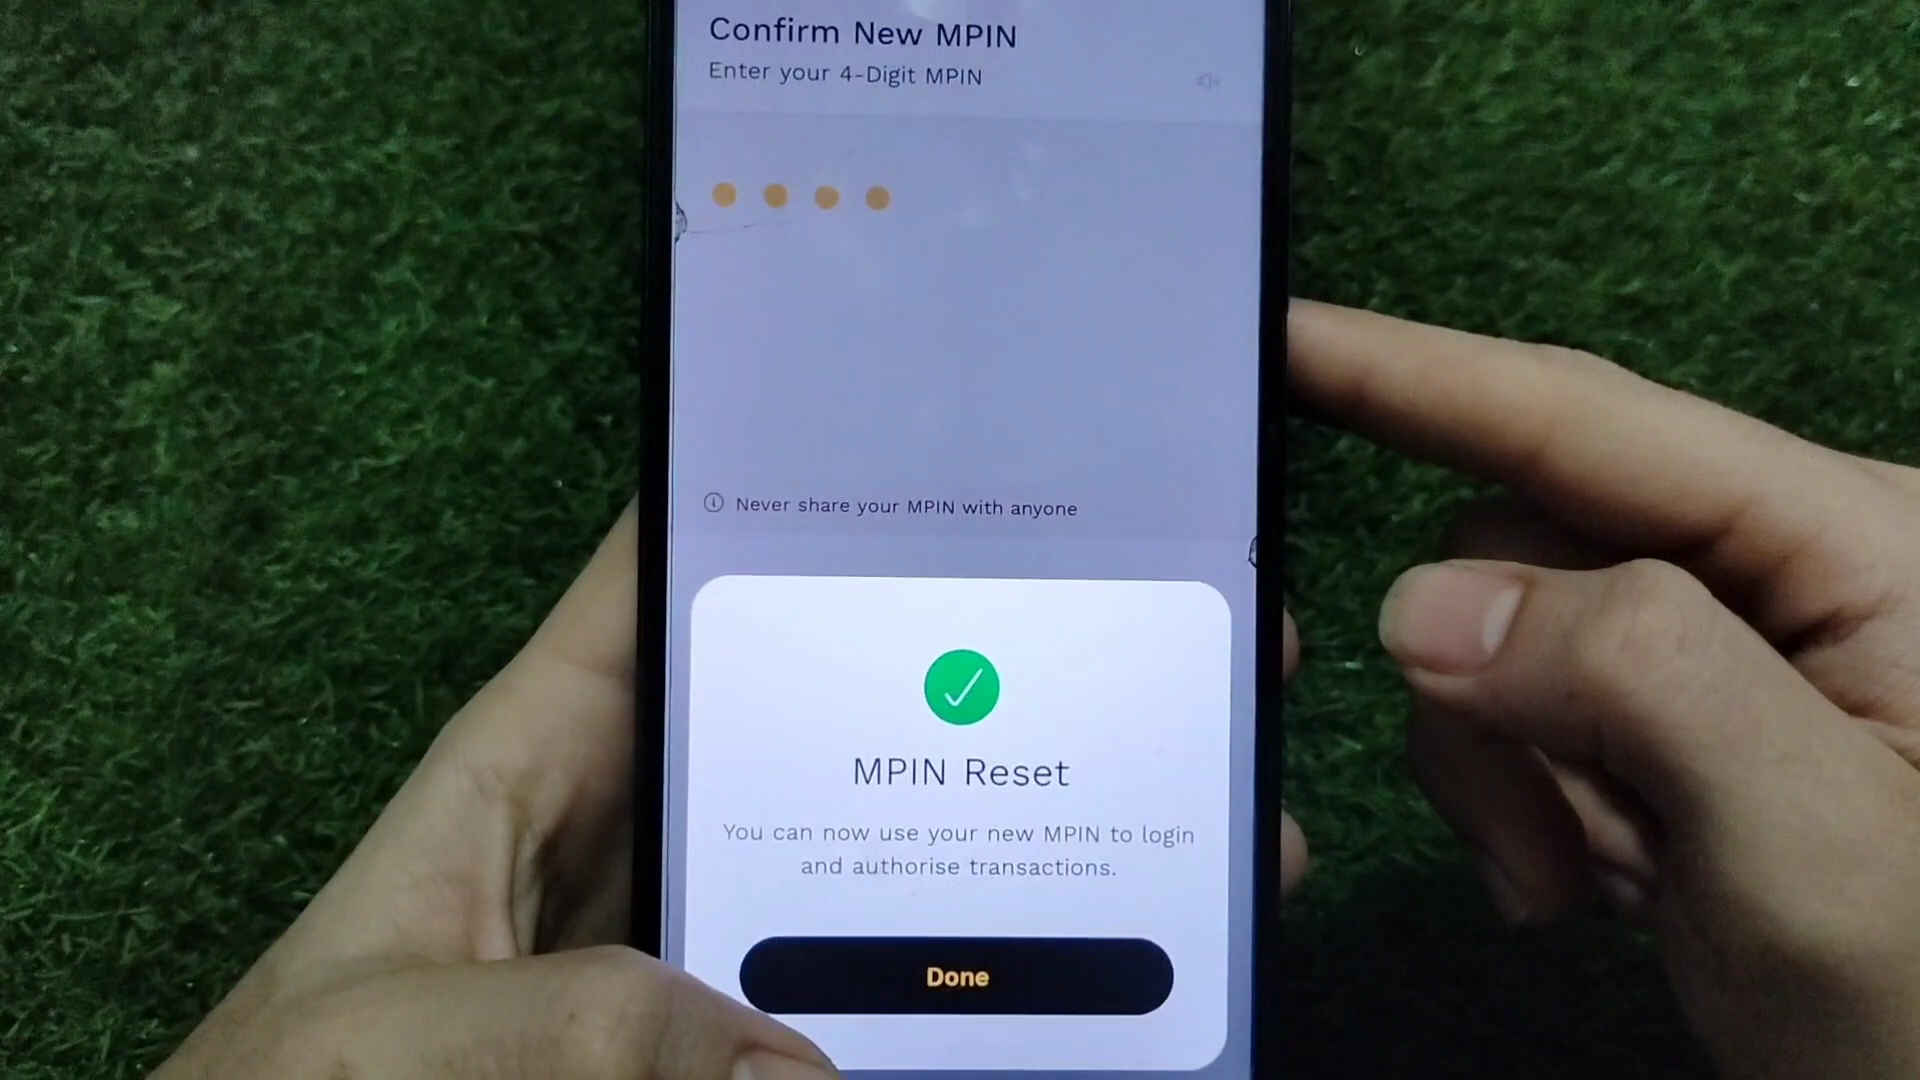 Confirm New MPIN
Enter your 4-Digit MPIN
Never share your MPIN with anyone
MPIN Reset
You can now use your new MPIN to login
and authorise transactions.
Done